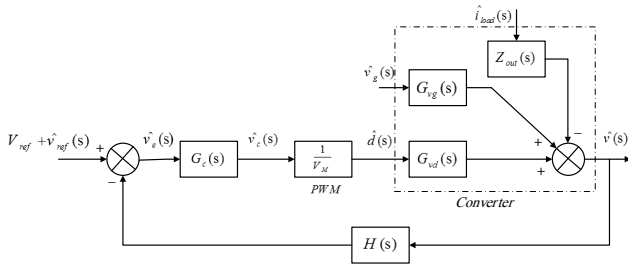 î_load(s)
Z_out(s)
v̂_g(s)
G_vg(s)
V_ref + v̂_ref(s)
+
−
v̂_e(s)
G_c(s)
v̂_c(s)
1/V_M
PWM
d̂(s)
G_vd(s)
+
+
−
v̂(s)
Converter
H(s)